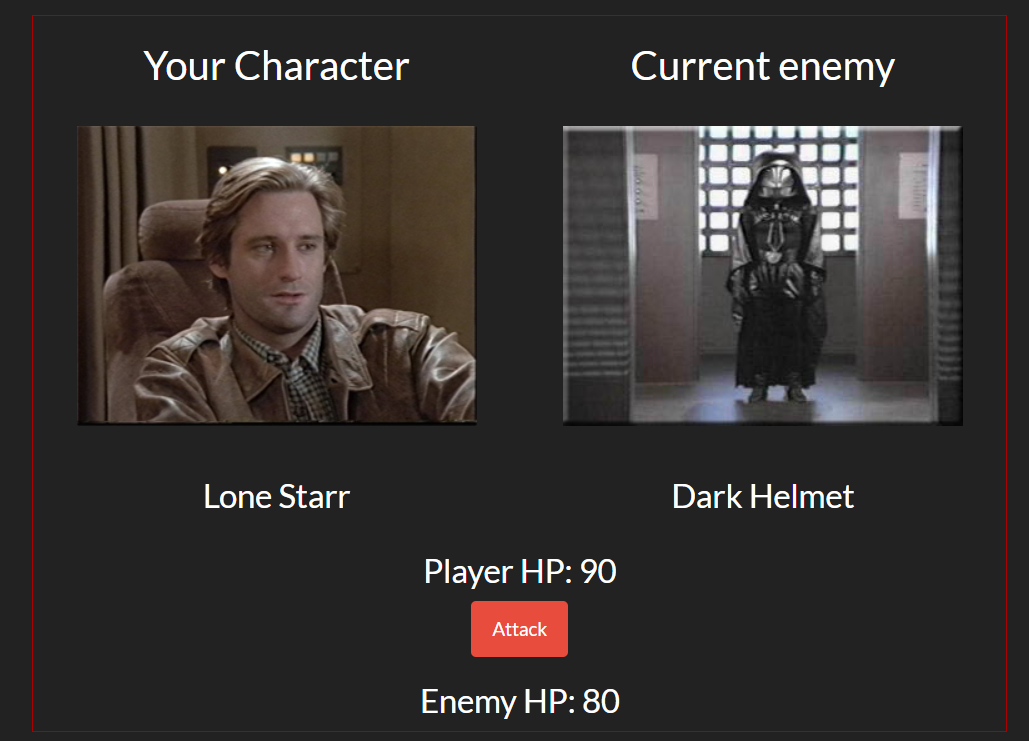 Your Character
Current enemy
Lone Starr
Dark Helmet
Player HP: 90
Attack
Enemy HP: 80